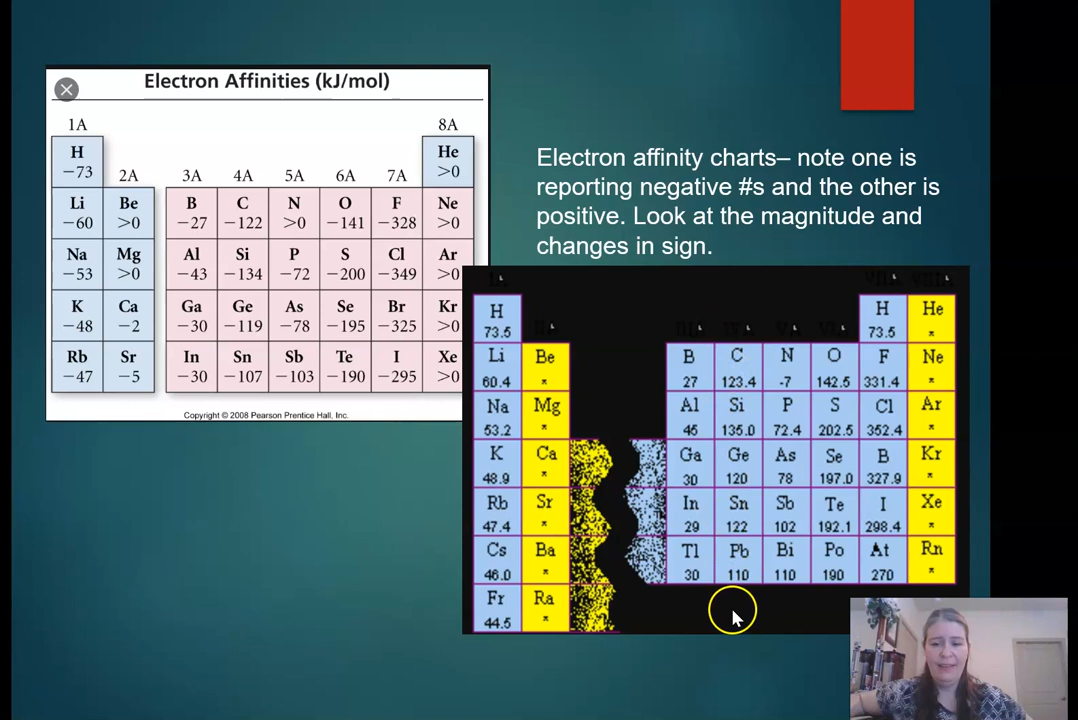 Electron Affinities (kJ/mol)
1A 8A
H He
−73 >0
2A 3A 4A 5A 6A 7A
Li Be B C N O F Ne
−60 >0 −27 −122 >0 −141 −328 >0
Na Mg Al Si P S Cl Ar
−53 >0 −43 −134 −72 −200 −349 >0
K Ca Ga Ge As Se Br Kr
−48 −2 −30 −119 −78 −195 −325 >0
Rb Sr In Sn Sb Te I Xe
−47 −5 −30 −107 −103 −190 −295 >0
Copyright © 2008 Pearson Prentice Hall, Inc.
Electron affinity charts– note one is
reporting negative #s and the other is
positive. Look at the magnitude and
changes in sign.
IA VIIA VIIIA
H H He
73.5 73.5 *
IIA IIIA IVA VA VIA
Li Be B C N O F Ne
60.4 * 27 123.4 -7 142.5 331.4 *
Na Mg Al Si P S Cl Ar
53.2 * 45 135.0 72.4 202.5 352.4 *
K Ca Ga Ge As Se B Kr
48.9 * 30 120 78 197.0 327.9 *
Rb Sr In Sn Sb Te I Xe
47.4 * 29 122 102 192.1 298.4 *
Cs Ba Tl Pb Bi Po At Rn
46.0 * 30 110 110 190 270 *
Fr Ra
44.5 *